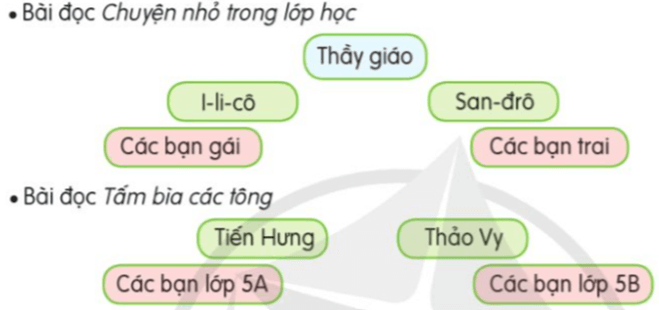 • Bài đọc Chuyện nhỏ trong lớp học
Thầy giáo
I-li-cô San-đrô
Các bạn gái Các bạn trai
• Bài đọc Tấm bìa các tông
Tiến Hưng Thảo Vy
Các bạn lớp 5A Các bạn lớp 5B